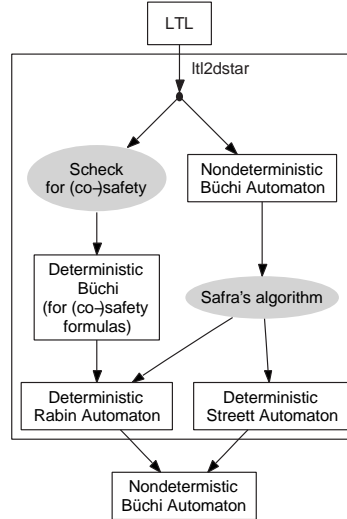 LTL
ltl2dstar
Scheck
for (co-)safety
Nondeterministic
Büchi Automaton
Deterministic
Büchi
(for (co-)safety
formulas)
Safra's algorithm
Deterministic
Rabin Automaton
Deterministic
Streett Automaton
Nondeterministic
Büchi Automaton